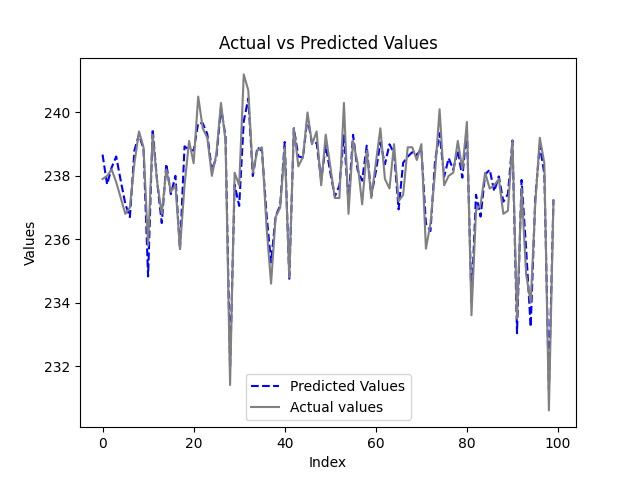 Actual vs Predicted Values
Values
240
238
236
234
232
Predicted Values
Actual values
0 20 40 60 80 100
Index